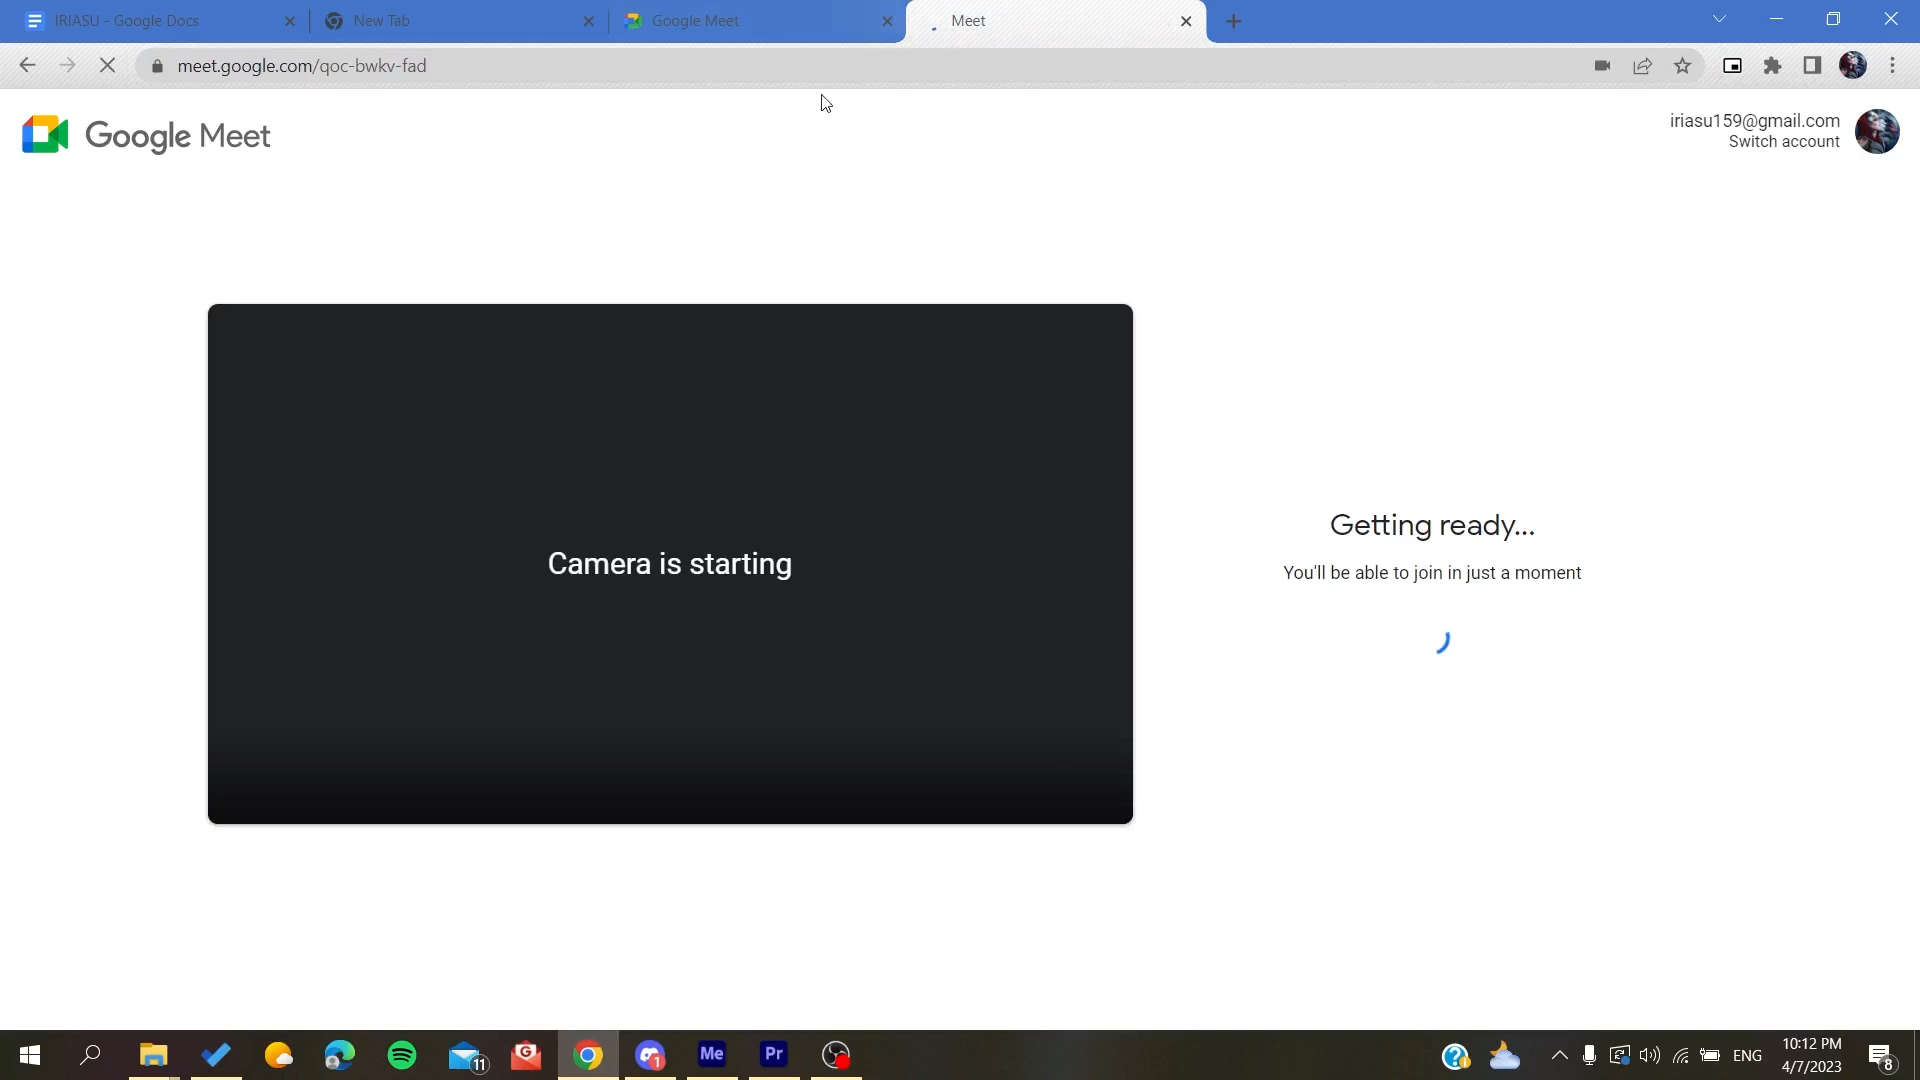 IRIASU - Google Docs
New Tab
Google Meet
Meet
meet.google.com/qoc-bwkv-fad
Google Meet
iriasu159@gmail.com
Switch account
Camera is starting
Getting ready...
You'll be able to join in just a moment
11
G
1
Me
Pr
ENG
10:12 PM
4/7/2023
8